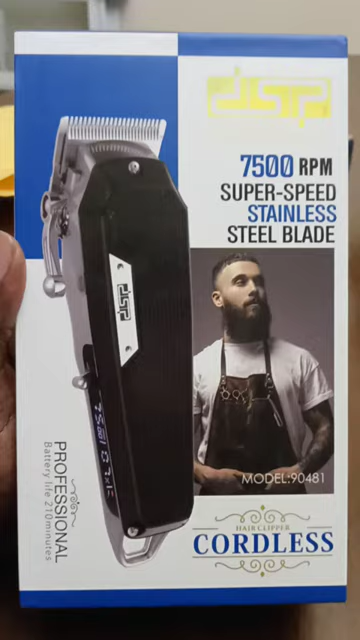 dsp
7500 RPM
SUPER-SPEED
STAINLESS
STEEL BLADE
dsp
MODEL:90481
PROFESSIONAL
Battery life 210minutes
HAIR CLIPPER
CORDLESS